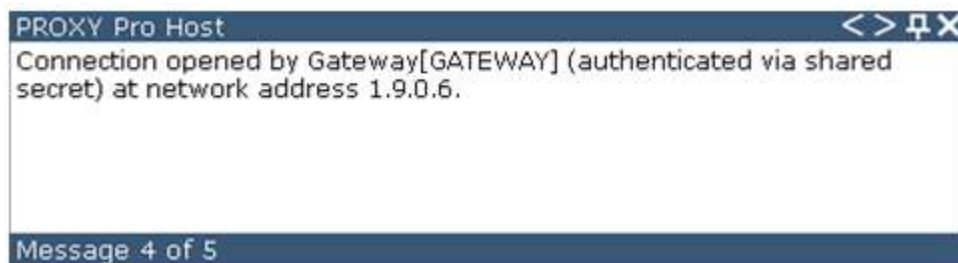 PROXY Pro Host
Connection opened by Gateway[GATEWAY] (authenticated via shared
secret) at network address 1.9.0.6.
Message 4 of 5